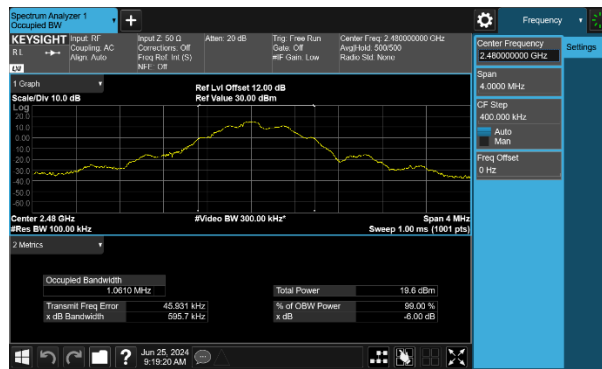 Spectrum Analyzer 1
Occupied BW
Frequency
KEYSIGHT
Input: RF
Input Z: 50 Ω
Atten: 20 dB
Trig: Free Run
Center Freq: 2.480000000 GHz
RL
Coupling: AC
Corrections: Off
Gate: Off
Avg|Hold: 500/500
Align: Auto
Freq Ref: Int (S)
#IF Gain: Low
Radio Std: None
NFE: Off
Center Frequency
2.480000000 GHz
Settings
Span
4.0000 MHz
CF Step
400.000 kHz
Auto
Man
Freq Offset
0 Hz
1 Graph
Scale/Div 10.0 dB
Ref Lvl Offset 12.00 dB
Ref Value 30.00 dBm
Log
20.0
10.0
0.00
-10.0
-20.0
-30.0
-40.0
-50.0
-60.0
Center 2.48 GHz
#Video BW 300.00 kHz*
Span 4 MHz
#Res BW 100.00 kHz
Sweep 1.00 ms (1001 pts)
2 Metrics
Occupied Bandwidth
1.0610 MHz
Total Power
19.6 dBm
Transmit Freq Error
45.931 kHz
% of OBW Power
99.00 %
x dB Bandwidth
595.7 kHz
x dB
-6.00 dB
?
Jun 25, 2024
9:19:20 AM